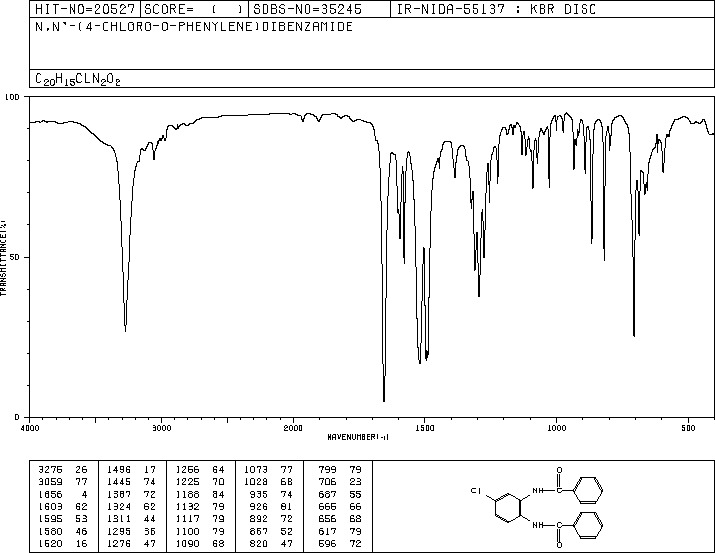 HIT-NO=20527 SCORE= ( ) SDBS-NO=35245 IR-NIDA-55137 : KBR DISC
N,N'-(4-CHLORO-O-PHENYLENE)DIBENZAMIDE
C20H15CLN2O2
100
50
0
TRANSMITTANCE(%)
4000 3000 2000 1500 1000 500
WAVENUMBER(-1)
3275 26 1496 17 1256 64 1073 77 799 79
3059 77 1445 74 1225 70 1028 68 706 23
1656 4 1387 72 1188 84 935 74 687 55
1603 62 1324 62 1132 79 926 81 665 66
1595 53 1311 44 1117 79 892 72 656 68
1580 46 1295 36 1100 79 867 52 617 79
1520 16 1276 47 1090 68 820 47 596 72
O
Cl NH C
NH C
O